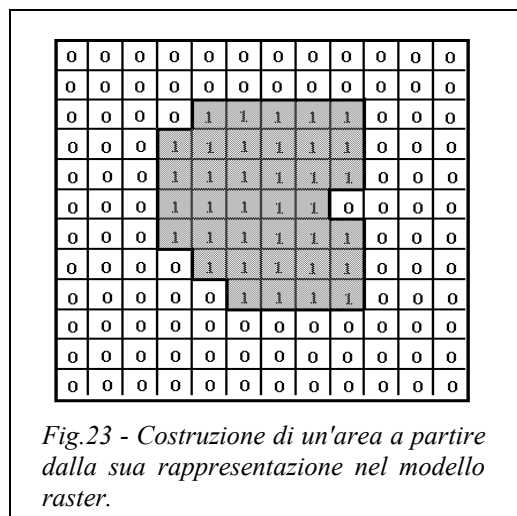 0 0 0 0 0 0 0 0 0 0 0 0
0 0 0 0 0 0 0 0 0 0 0 0
0 0 0 0 1 1 1 1 1 0 0 0
0 0 0 1 1 1 1 1 1 0 0 0
0 0 0 1 1 1 1 1 1 0 0 0
0 0 0 1 1 1 1 1 0 0 0 0
0 0 0 1 1 1 1 1 1 0 0 0
0 0 0 0 1 1 1 1 1 0 0 0
0 0 0 0 0 1 1 1 1 0 0 0
0 0 0 0 0 0 0 0 0 0 0 0
0 0 0 0 0 0 0 0 0 0 0 0
0 0 0 0 0 0 0 0 0 0 0 0
Fig.23 - Costruzione di un'area a partire
dalla sua rappresentazione nel modello
raster.